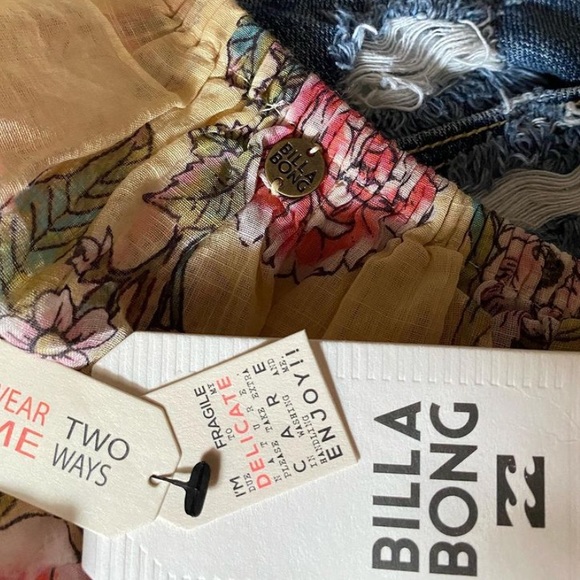 BILLA
BONG
WEAR
ME
TWO
WAYS
I'M
FRAGILE
DUE TO MY
DELICATE
NATURE
PLEASE TAKE EXTRA
CARE
IN WASHING AND
HANDLING ME.
ENJOY!!
BILLA
BONG